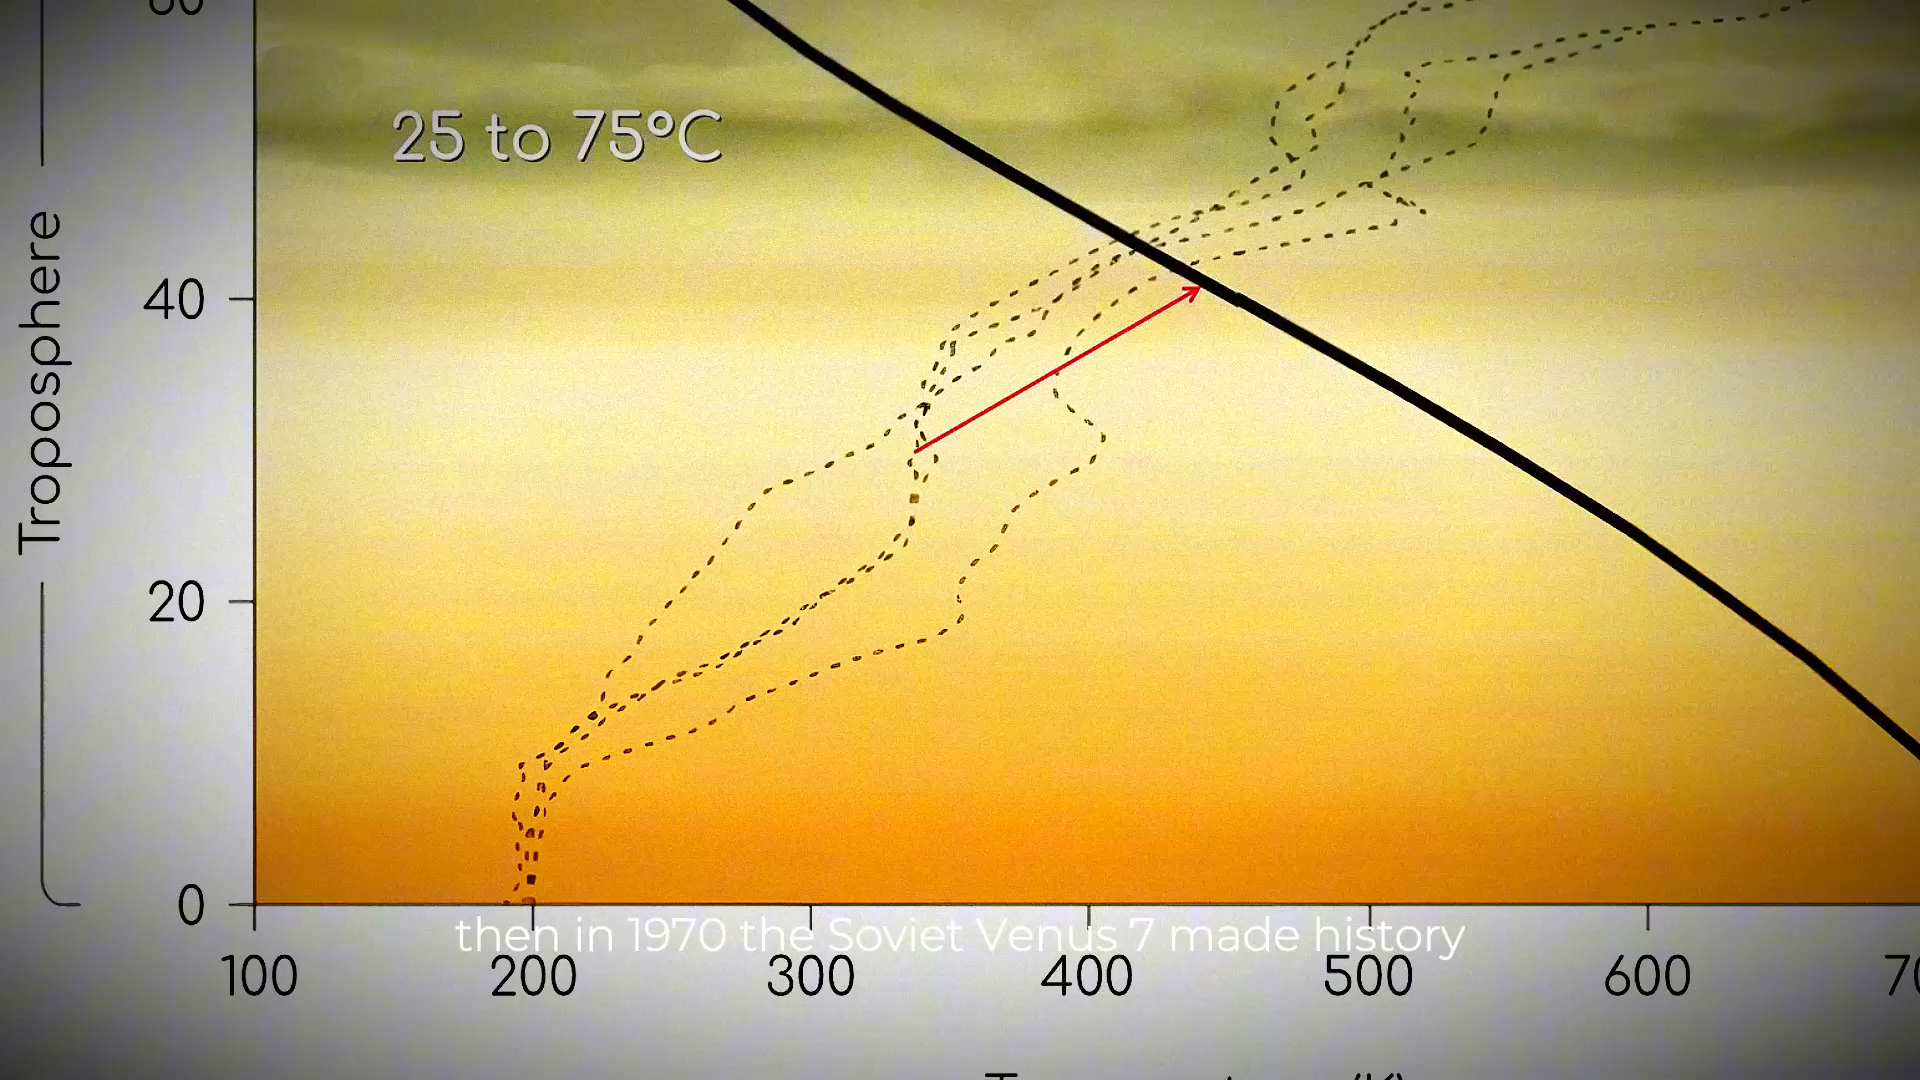 60
25 to 75°C
Troposphere
40
20
0
then in 1970 the Soviet Venus 7 made history
100 200 300 400 500 600